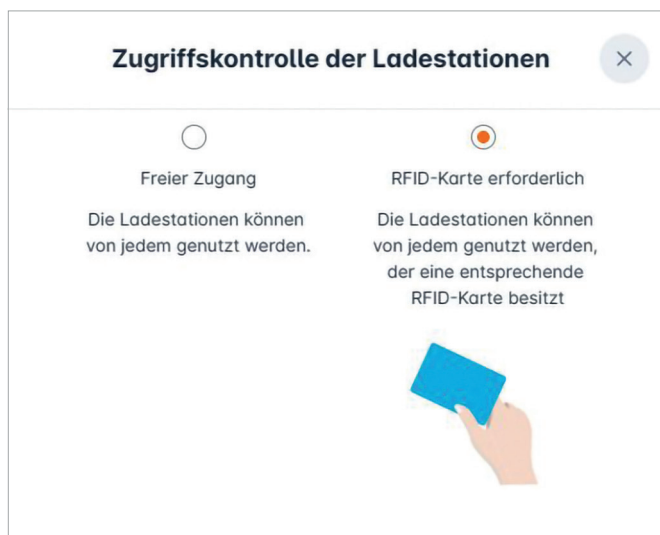 Zugriffskontrolle der Ladestationen
Freier Zugang
Die Ladestationen können
von jedem genutzt werden.
RFID-Karte erforderlich
Die Ladestationen können
von jedem genutzt werden,
der eine entsprechende
RFID-Karte besitzt